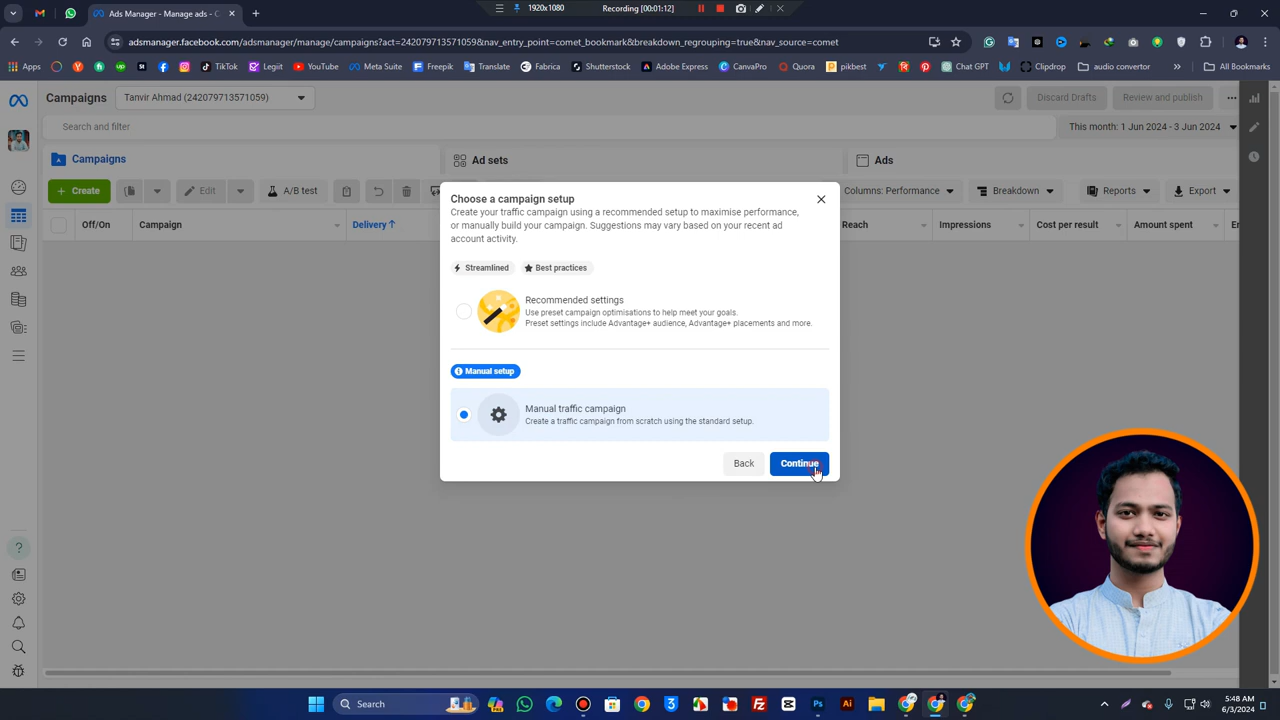 1920x1080
Recording [00:01:12]
Ads Manager - Manage ads - C
adsmanager.facebook.com/adsmanager/manage/campaigns?act=242079713571059&nav_entry_point=comet_bookmark&breakdown_regrouping=true&nav_source=comet
Apps
TikTok
Legiit
YouTube
Meta Suite
Freepik
Translate
Fabrica
Shutterstock
Adobe Express
CanvaPro
Quora
pikbest
Chat GPT
Clipdrop
audio convertor
All Bookmarks
Campaigns
Tanvir Ahmad (242079713571059)
Discard Drafts
Review and publish
Search and filter
This month: 1 Jun 2024 - 3 Jun 2024
Campaigns
Ad sets
Ads
+ Create
Edit
A/B test
Columns: Performance
Breakdown
Reports
Export
Off/On
Campaign
Delivery ↑
Reach
Impressions
Cost per result
Amount spent
En
Choose a campaign setup
Create your traffic campaign using a recommended setup to maximise performance,
or manually build your campaign. Suggestions may vary based on your recent ad
account activity.
Streamlined
Best practices
Recommended settings
Use preset campaign optimisations to help meet your goals.
Preset settings include Advantage+ audience, Advantage+ placements and more.
Manual setup
Manual traffic campaign
Create a traffic campaign from scratch using the standard setup.
Back
Continue
Search
5:48 AM
6/3/2024